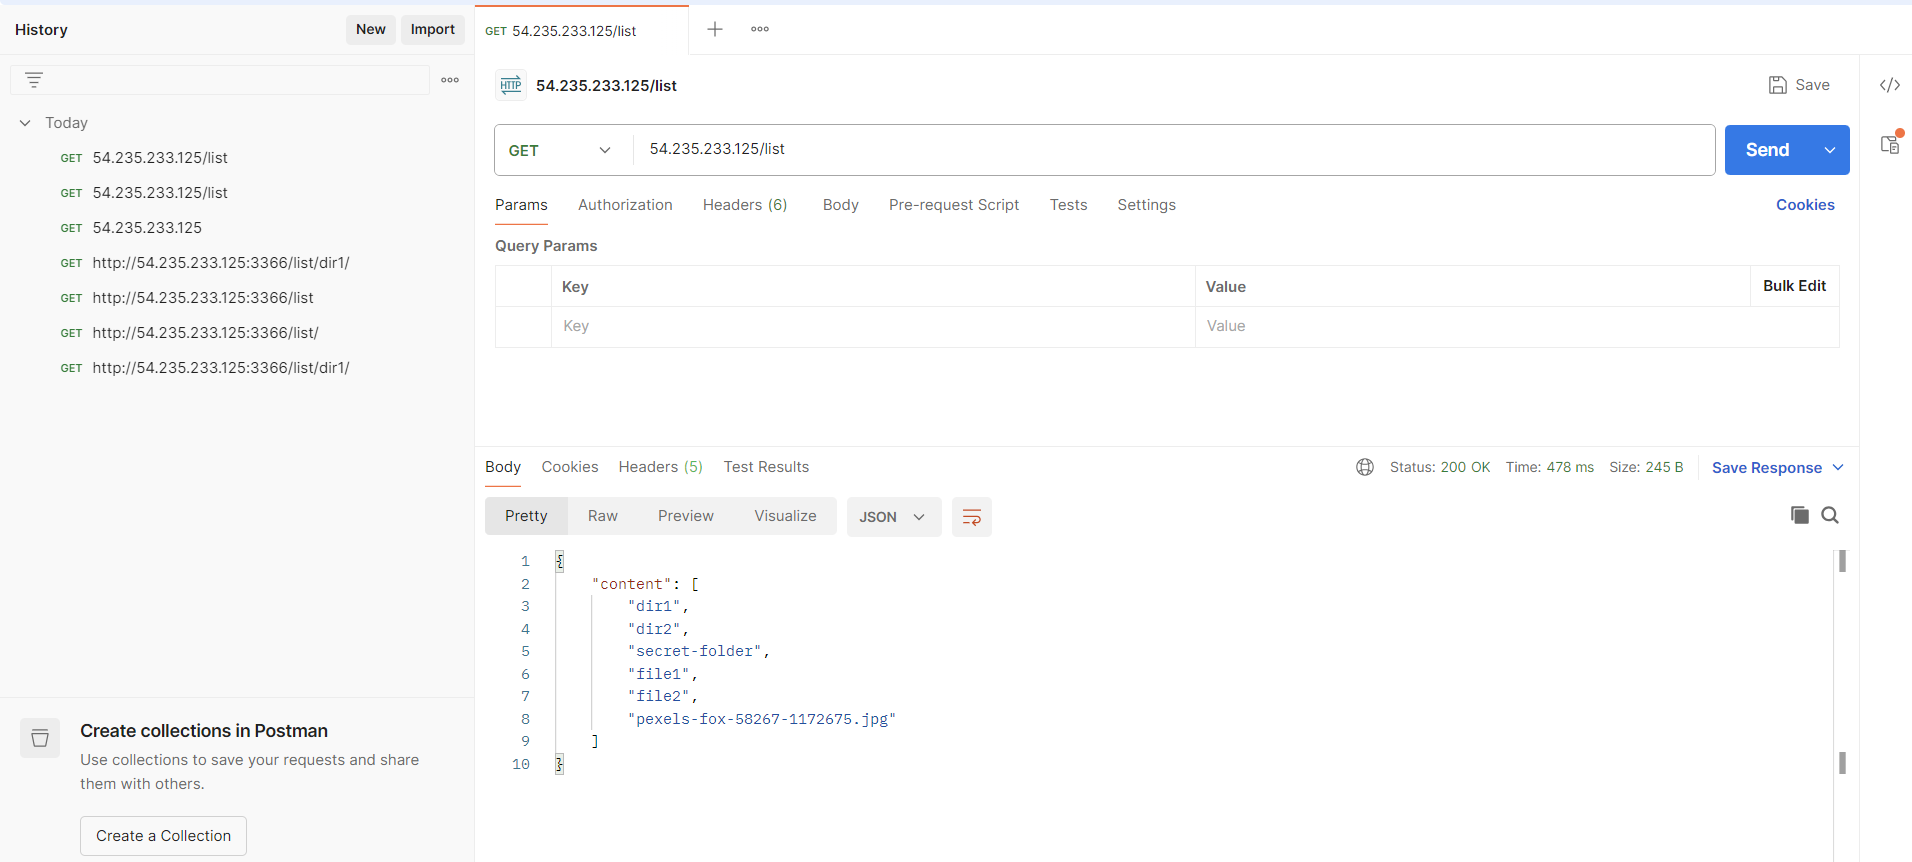 History
New
Import
Today
GET 54.235.233.125/list
GET 54.235.233.125/list
GET 54.235.233.125
GET http://54.235.233.125:3366/list/dir1/
GET http://54.235.233.125:3366/list
GET http://54.235.233.125:3366/list/
GET http://54.235.233.125:3366/list/dir1/
Create collections in Postman
Use collections to save your requests and share
them with others.
Create a Collection
GET 54.235.233.125/list
HTTP 54.235.233.125/list
Save
GET 54.235.233.125/list
Send
Params Authorization Headers (6) Body Pre-request Script Tests Settings Cookies
Query Params
Key Value Bulk Edit
Key Value
Body Cookies Headers (5) Test Results Status: 200 OK Time: 478 ms Size: 245 B Save Response
Pretty Raw Preview Visualize JSON
1 {
2 "content": [
3 "dir1",
4 "dir2",
5 "secret-folder",
6 "file1",
7 "file2",
8 "pexels-fox-58267-1172675.jpg"
9 ]
10 }